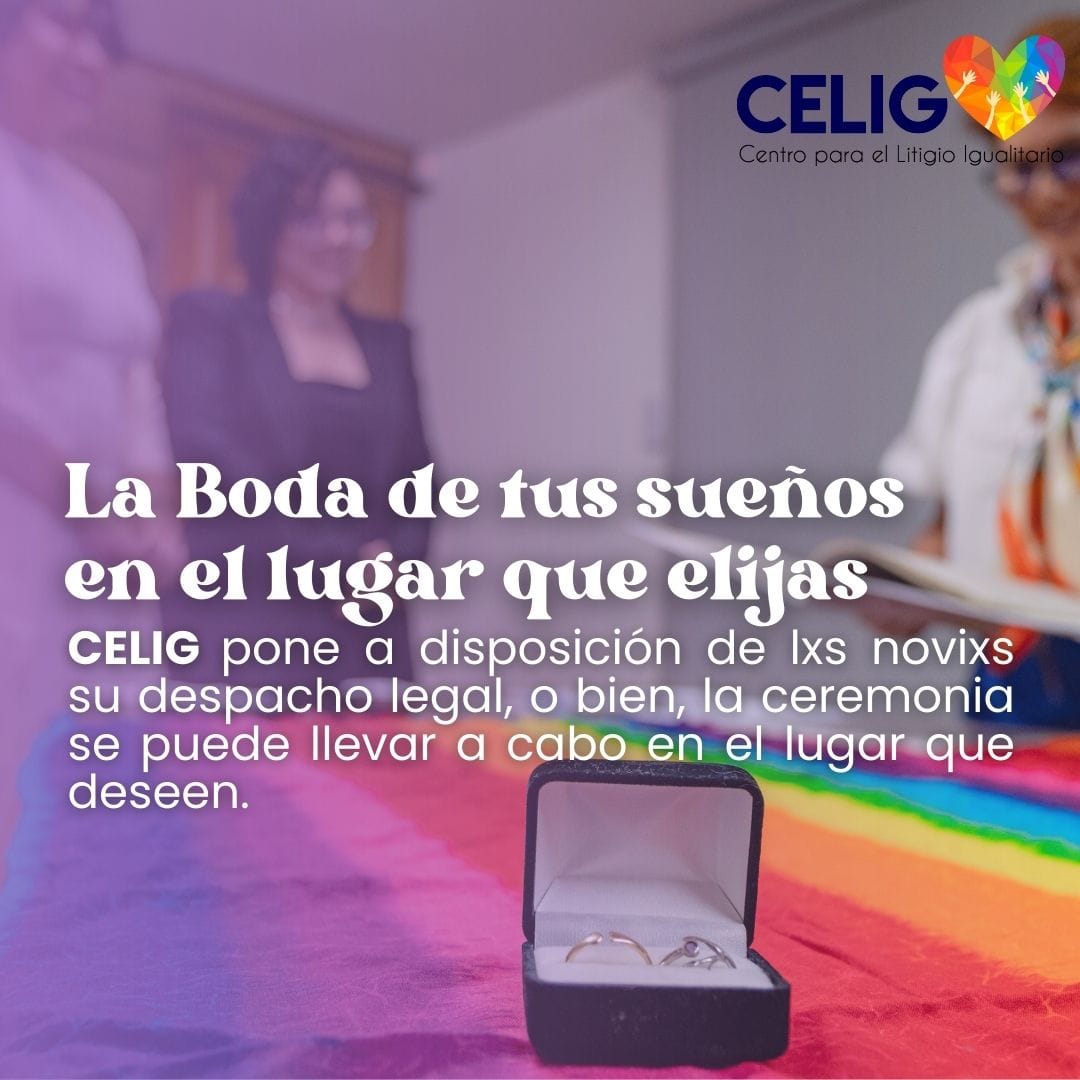 CELIG
Centro para el Litigio Igualitario
La Boda de tus sueños
en el lugar que elijas
CELIG pone a disposición de lxs novixs
su despacho legal, o bien, la ceremonia
se puede llevar a cabo en el lugar que
deseen.